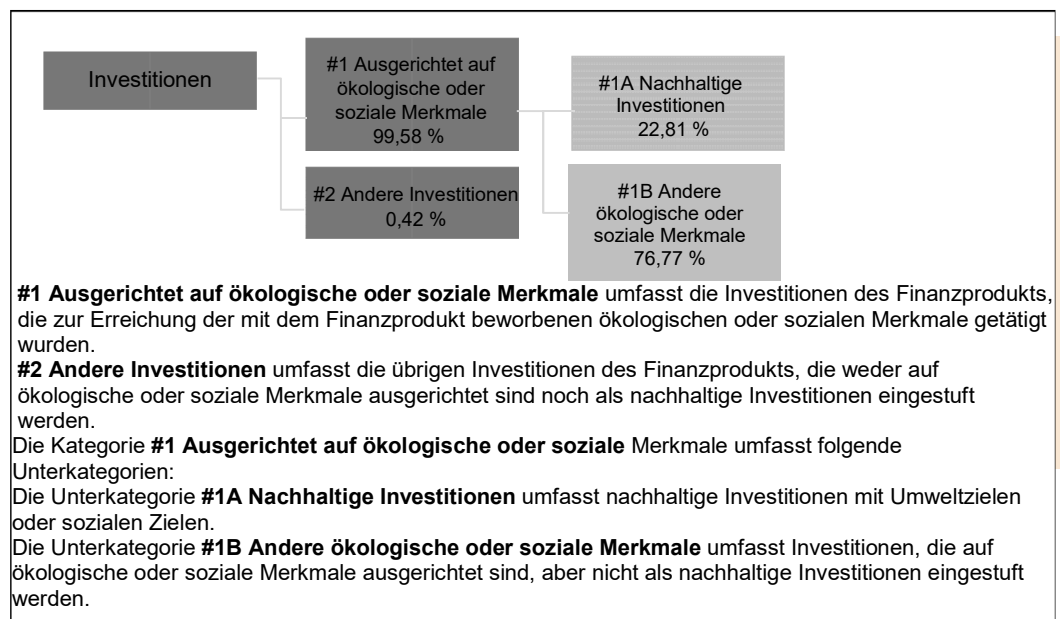 Investitionen
#1 Ausgerichtet auf
ökologische oder
soziale Merkmale
99,58 %
#2 Andere Investitionen
0,42 %
#1A Nachhaltige
Investitionen
22,81 %
#1B Andere
ökologische oder
soziale Merkmale
76,77 %
#1 Ausgerichtet auf ökologische oder soziale Merkmale umfasst die Investitionen des Finanzprodukts,
die zur Erreichung der mit dem Finanzprodukt beworbenen ökologischen oder sozialen Merkmale getätigt
wurden.
#2 Andere Investitionen umfasst die übrigen Investitionen des Finanzprodukts, die weder auf
ökologische oder soziale Merkmale ausgerichtet sind noch als nachhaltige Investitionen eingestuft
werden.
Die Kategorie #1 Ausgerichtet auf ökologische oder soziale Merkmale umfasst folgende
Unterkategorien:
Die Unterkategorie #1A Nachhaltige Investitionen umfasst nachhaltige Investitionen mit Umweltzielen
oder sozialen Zielen.
Die Unterkategorie #1B Andere ökologische oder soziale Merkmale umfasst Investitionen, die auf
ökologische oder soziale Merkmale ausgerichtet sind, aber nicht als nachhaltige Investitionen eingestuft
werden.